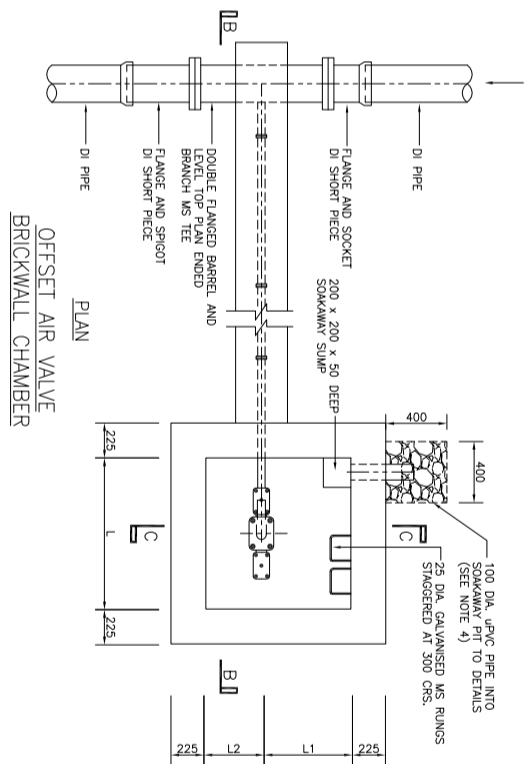 B
DI PIPE
FLANGE AND SPIGOT
DI SHORT PIECE
DOUBLE FLANGED BARREL AND
LEVEL TOP PLAN ENDED
BRANCH MS TEE
FLANGE AND SOCKET
DI SHORT PIECE
DI PIPE
200 x 200 x 50 DEEP
SOAKAWAY SUMP
400
400
100 DIA. uPVC PIPE INTO
SOAKAWAY PIT TO DETAILS
(SEE NOTE 4)
25 DIA. GALVANISED MS RUNGS
STAGGERED AT 300 CRS.
C
C
225
L
225
B
225
L2
L1
225
PLAN
OFFSET AIR VALVE
BRICKWALL CHAMBER